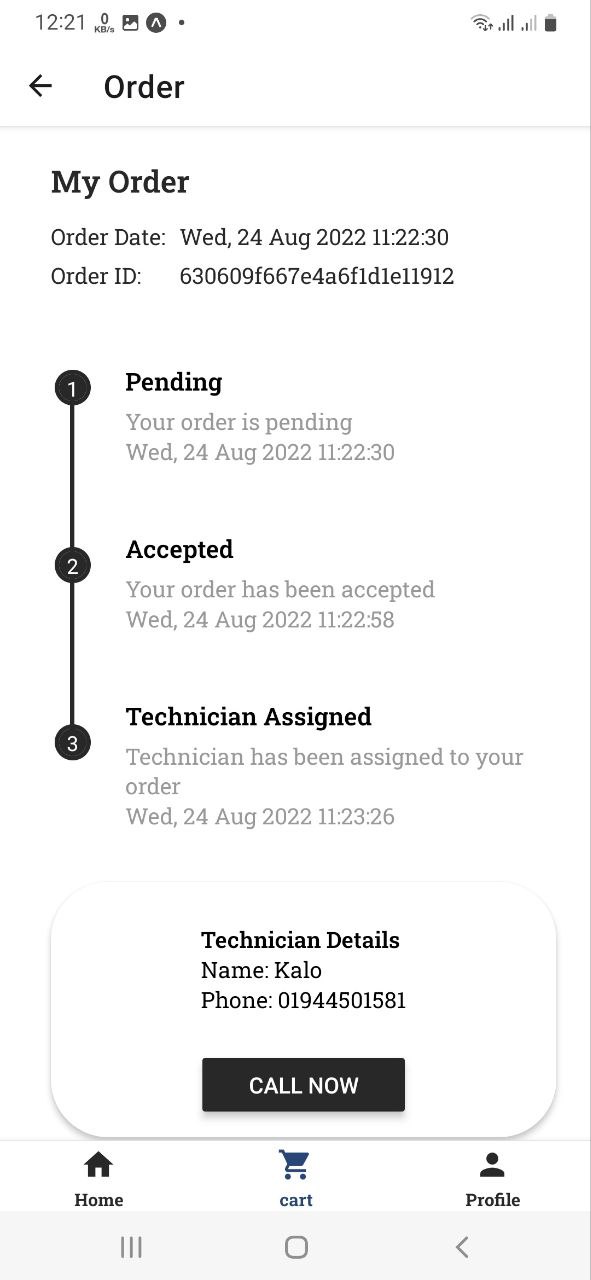 12:21 0 KB/s
Order
My Order
Order Date: Wed, 24 Aug 2022 11:22:30
Order ID: 630609f667e4a6f1d1e11912
1 Pending
Your order is pending
Wed, 24 Aug 2022 11:22:30
2 Accepted
Your order has been accepted
Wed, 24 Aug 2022 11:22:58
3 Technician Assigned
Technician has been assigned to your
order
Wed, 24 Aug 2022 11:23:26
Technician Details
Name: Kalo
Phone: 01944501581
CALL NOW
Home cart Profile